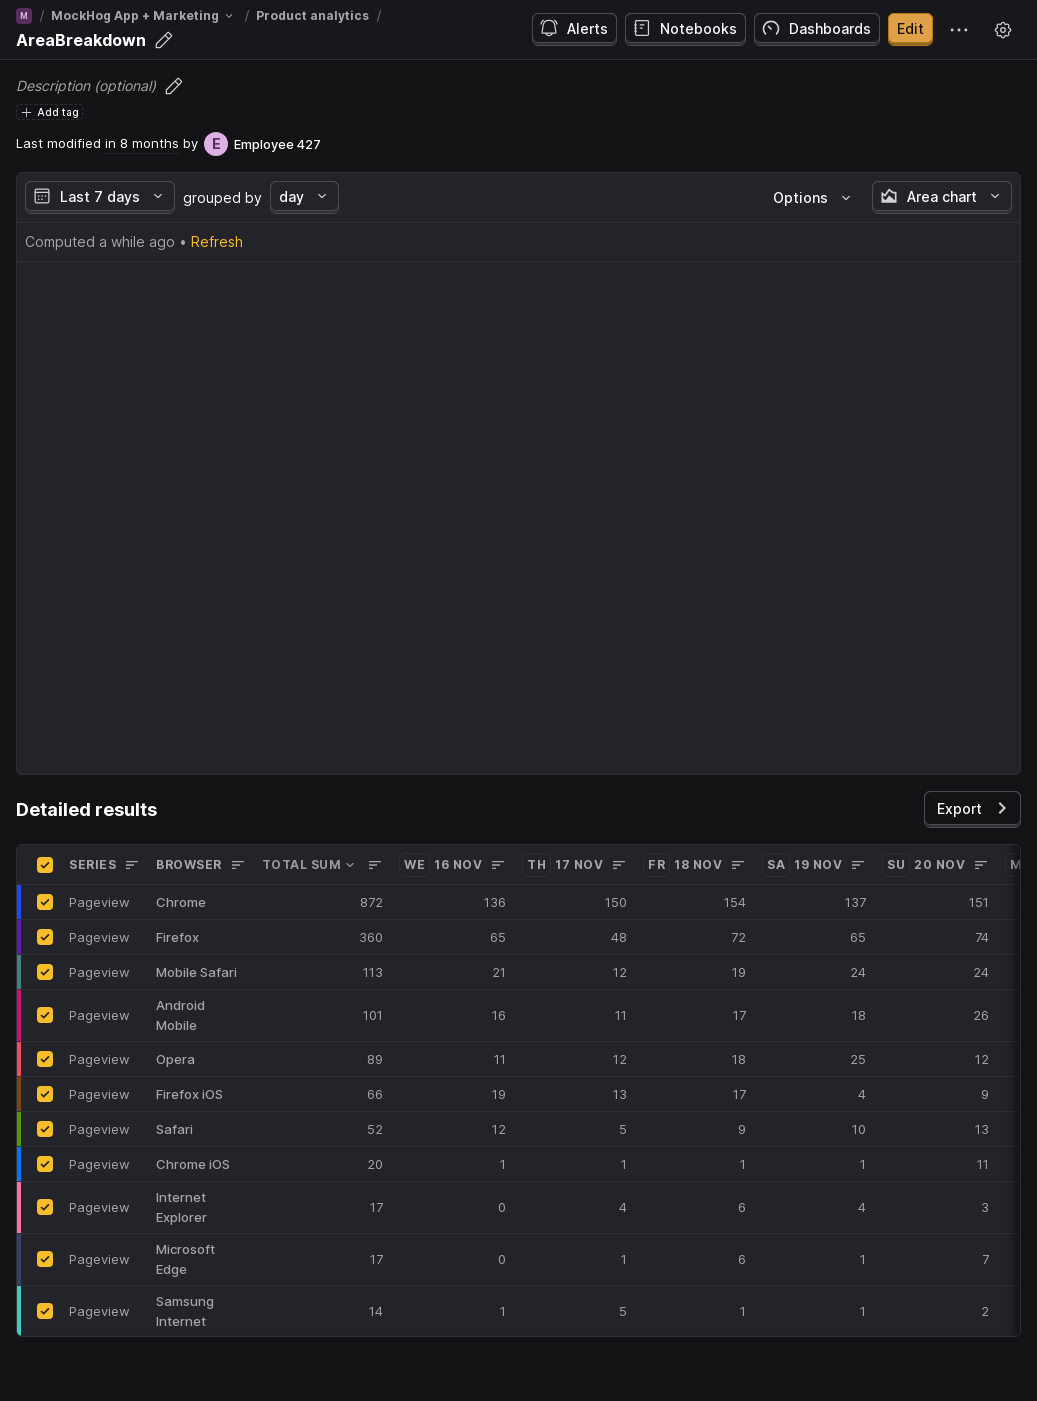 M / MockHog App + Marketing / Product analytics /
AreaBreakdown
Alerts Notebooks Dashboards Edit
Description (optional)
Add tag
Last modified in 8 months by E Employee 427
Last 7 days grouped by day Options Area chart
Computed a while ago • Refresh
Detailed results Export
SERIES BROWSER TOTAL SUM WE 16 NOV TH 17 NOV FR 18 NOV SA 19 NOV SU 20 NOV
Pageview Chrome 872 136 150 154 137 151
Pageview Firefox 360 65 48 72 65 74
Pageview Mobile Safari 113 21 12 19 24 24
Pageview Android Mobile 101 16 11 17 18 26
Pageview Opera 89 11 12 18 25 12
Pageview Firefox iOS 66 19 13 17 4 9
Pageview Safari 52 12 5 9 10 13
Pageview Chrome iOS 20 1 1 1 1 11
Pageview Internet Explorer 17 0 4 6 4 3
Pageview Microsoft Edge 17 0 1 6 1 7
Pageview Samsung Internet 14 1 5 1 1 2